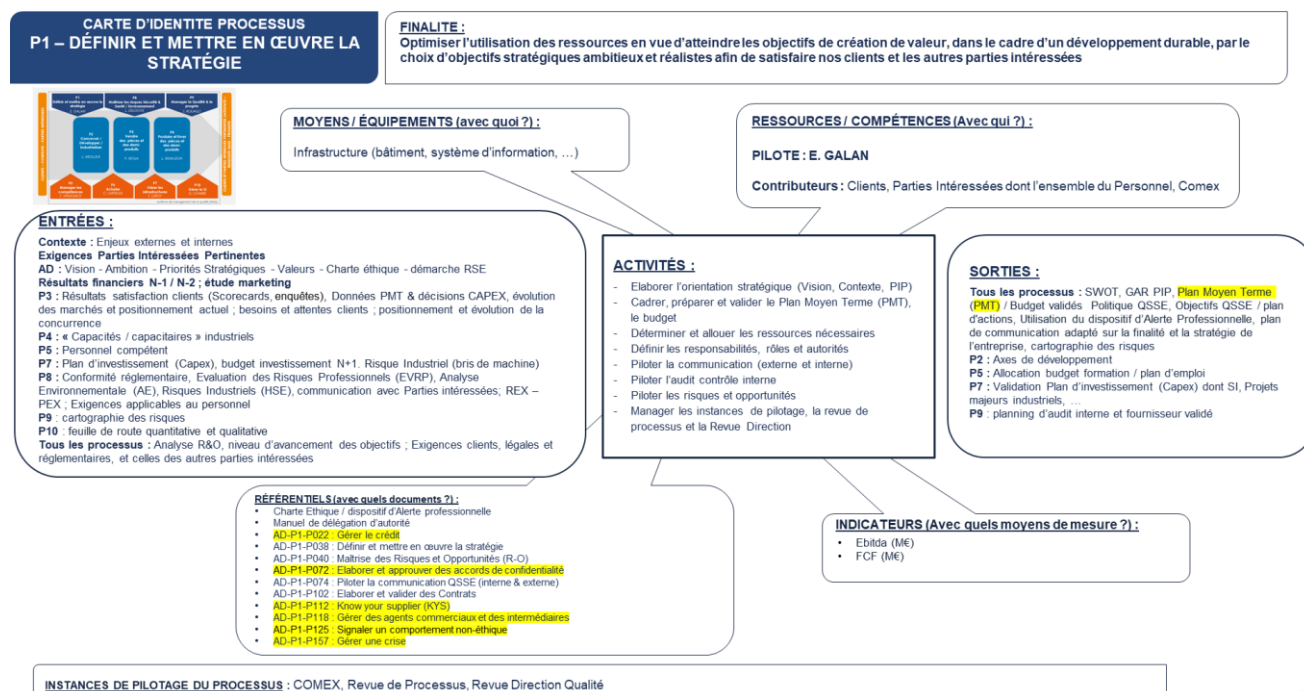 CARTE D'IDENTITE PROCESSUS
P1 – DÉFINIR ET METTRE EN ŒUVRE LA
STRATÉGIE
FINALITE :
Optimiser l'utilisation des ressources en vue d'atteindre les objectifs de création de valeur, dans le cadre d'un développement durable, par le
choix d'objectifs stratégiques ambitieux et réalistes afin de satisfaire nos clients et les autres parties intéressées
MOYENS / ÉQUIPEMENTS (avec quoi ?) :
Infrastructure (bâtiment, système d'information, …)
RESSOURCES / COMPÉTENCES (Avec qui ?) :
PILOTE : E. GALAN
Contributeurs : Clients, Parties Intéressées dont l'ensemble du Personnel, Comex
ENTRÉES :
Contexte : Enjeux externes et internes
Exigences Parties Intéressées Pertinentes
AD : Vision - Ambition - Priorités Stratégiques - Valeurs - Charte éthique - démarche RSE
Résultats financiers N-1 / N-2 ; étude marketing
P3 : Résultats satisfaction clients (Scorecards, enquêtes), Données PMT & décisions CAPEX, évolution
des marchés et positionnement actuel ; besoins et attentes clients ; positionnement et évolution de la
concurrence
P4 : « Capacités / capacitaires » industriels
P5 : Personnel compétent
P7 : Plan d'investissement (Capex), budget investissement N+1. Risque Industriel (bris de machine)
P8 : Conformité réglementaire, Evaluation des Risques Professionnels (EVRP), Analyse
Environnementale (AE), Risques Industriels (HSE), communication avec Parties intéressées; REX –
PEX ; Exigences applicables au personnel
P9 : cartographie des risques
P10 : feuille de route quantitative et qualitative
Tous les processus : Analyse R&O, niveau d'avancement des objectifs ; Exigences clients, légales et
réglementaires, et celles des autres parties intéressées
ACTIVITÉS :
- Elaborer l'orientation stratégique (Vision, Contexte, PIP)
- Cadrer, préparer et valider le Plan Moyen Terme (PMT),
le budget
- Déterminer et allouer les ressources nécessaires
- Définir les responsabilités, rôles et autorités
- Piloter la communication (externe et interne)
- Piloter l'audit contrôle interne
- Piloter les risques et opportunités
- Manager les instances de pilotage, la revue de
processus et la Revue Direction
SORTIES :
Tous les processus : SWOT, GAR PIP, Plan Moyen Terme
(PMT) / Budget validés Politique QSSE, Objectifs QSSE / plan
d'actions, Utilisation du dispositif d'Alerte Professionnelle, plan
de communication adapté sur la finalité et la stratégie de
l'entreprise, cartographie des risques
P2 : Axes de développement
P5 : Allocation budget formation / plan d'emploi
P7 : Validation Plan d'investissement (Capex) dont SI, Projets
majeurs industriels, …
P9 : planning d'audit interne et fournisseur validé
RÉFÉRENTIELS (avec quels documents ?) :
• Charte Ethique / dispositif d'Alerte professionnelle
• Manuel de délégation d'autorité
• AD-P1-P022 : Gérer le crédit
• AD-P1-P038 : Définir et mettre en œuvre la stratégie
• AD-P1-P040 : Maîtrise des Risques et Opportunités (R-O)
• AD-P1-P072 : Elaborer et approuver des accords de confidentialité
• AD-P1-P074 : Piloter la communication QSSE (interne & externe)
• AD-P1-P102 : Elaborer et valider des Contrats
• AD-P1-P112 : Know your supplier (KYS)
• AD-P1-P118 : Gérer des agents commerciaux et des intermédiaires
• AD-P1-P125 : Signaler un comportement non-éthique
• AD-P1-P157 : Gérer une crise
INDICATEURS (Avec quels moyens de mesure ?) :
• Ebitda (M€)
• FCF (M€)
INSTANCES DE PILOTAGE DU PROCESSUS : COMEX, Revue de Processus, Revue Direction Qualité